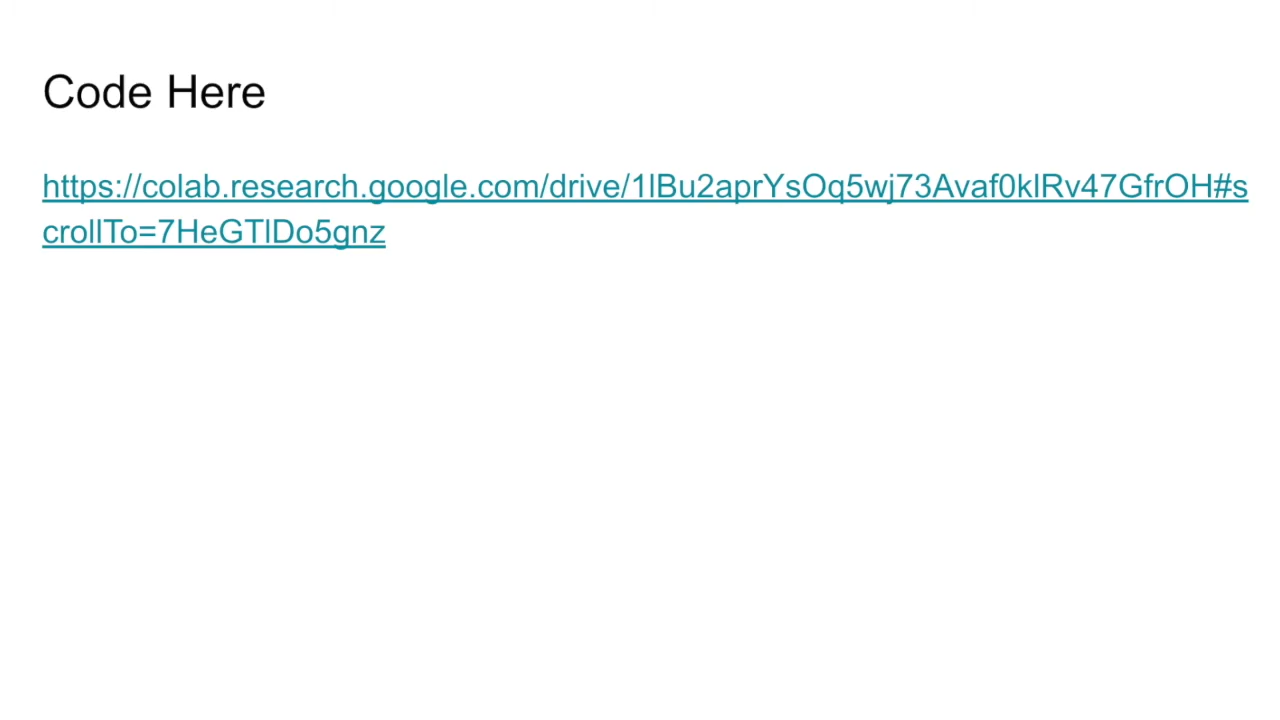 Code Here
https://colab.research.google.com/drive/1lBu2aprYsOq5wj73Avaf0klRv47GfrOH#s
crollTo=7HeGTlDo5gnz